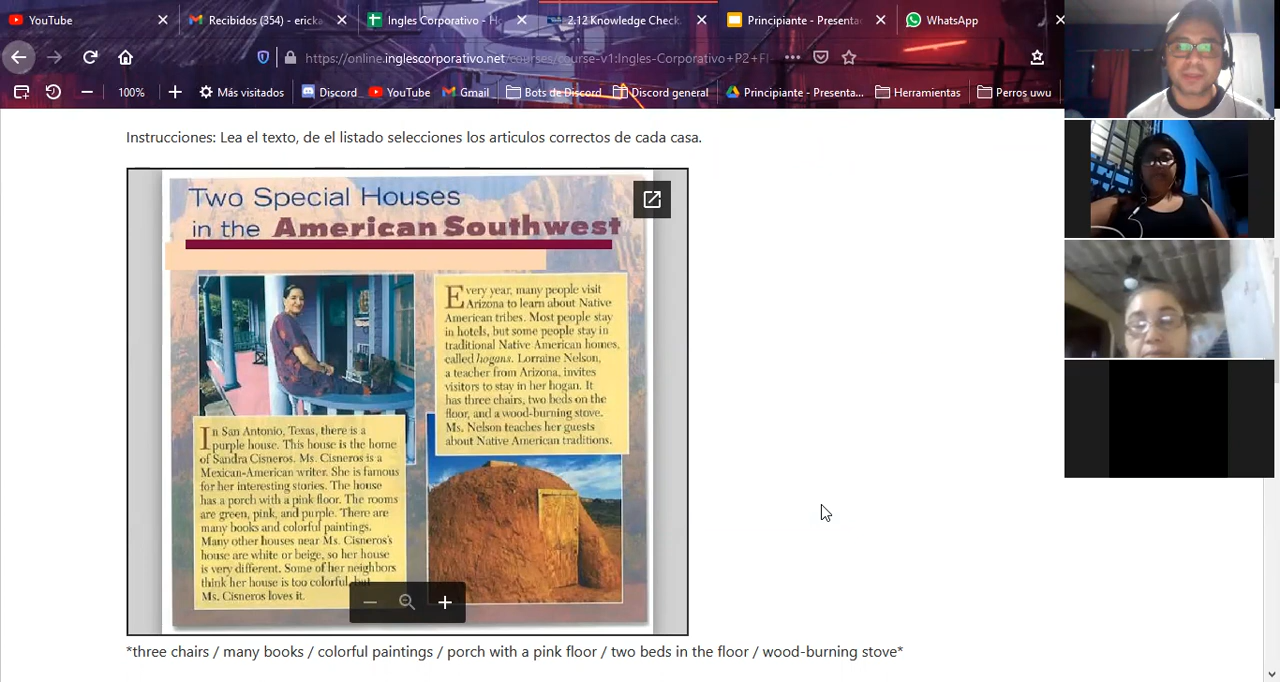 YouTube
Recibidos (354) - ericka
Ingles Corporativo - Ho
2.12 Knowledge Check
Principiante - Presenta
WhatsApp
https://online.inglescorporativo.net/courses/course-v1:Ingles-Corporativo+P2+Fl
100%
Más visitados
Discord
YouTube
Gmail
Bots de Discord
Discord general
Principiante - Presenta...
Herramientas
Perros uwu
Instrucciones: Lea el texto, de el listado selecciones los articulos correctos de cada casa.
Two Special Houses
in the American Southwest
Every year, many people visit
Arizona to learn about Native
American tribes. Most people stay
in hotels, but some people stay in
traditional Native American homes,
called hogans. Lorraine Nelson,
a teacher from Arizona, invites
visitors to stay in her hogan. It
has three chairs, two beds on the
floor, and a wood-burning stove.
Ms. Nelson teaches her guests
about Native American traditions.
In San Antonio, Texas, there is a
purple house. This house is the home
of Sandra Cisneros. Ms. Cisneros is a
Mexican-American writer. She is famous
for her interesting stories. The house
has a porch with a pink floor. The rooms
are green, pink, and purple. There are
many books and colorful paintings.
Many other houses near Ms. Cisneros's
house are white or beige, so her house
is very different. Some of her neighbors
think her house is too colorful, but
Ms. Cisneros loves it.
*three chairs / many books / colorful paintings / porch with a pink floor / two beds in the floor / wood-burning stove*